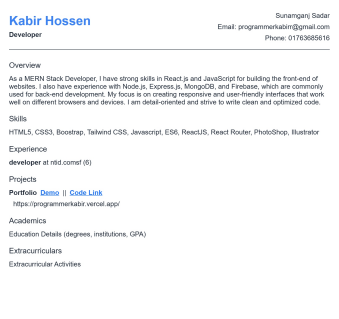 Kabir Hossen
Developer
Sunamganj Sadar
Email: programmerkabirr@gmail.com
Phone: 01763685616
Overview
As a MERN Stack Developer, I have strong skills in React.js and JavaScript for building the front-end of
websites. I also have experience with Node.js, Express.js, MongoDB, and Firebase, which are commonly
used for back-end development. My focus is on creating responsive and user-friendly interfaces that work
well on different browsers and devices. I am detail-oriented and strive to write clean and optimized code.
Skills
HTML5, CSS3, Boostrap, Tailwind CSS, Javascript, ES6, ReactJS, React Router, PhotoShop, Illustrator
Experience
developer at ntid.comsf (6)
Projects
Portfolio Demo || Code Link
https://programmerkabir.vercel.app/
Academics
Education Details (degrees, institutions, GPA)
Extracurriculars
Extracurricular Activities